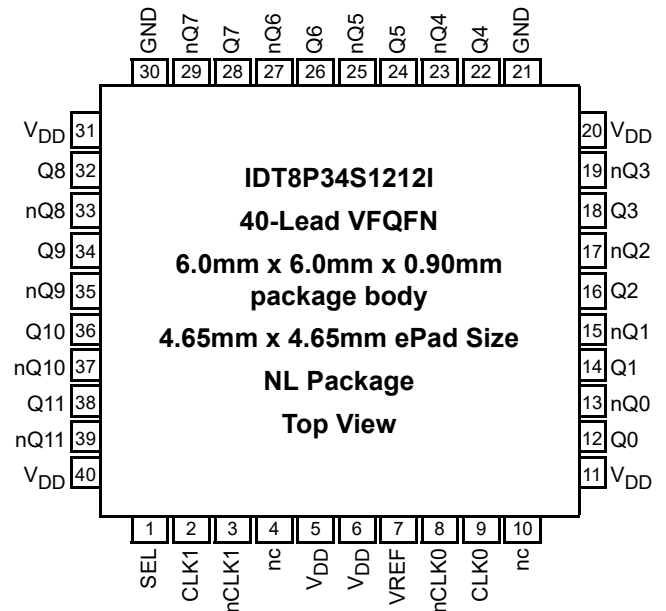 GND nQ7 Q7 nQ6 Q6 nQ5 Q5 nQ4 Q4 GND
30 29 28 27 26 25 24 23 22 21
VDD 31
Q8 32
nQ8 33
Q9 34
nQ9 35
Q10 36
nQ10 37
Q11 38
nQ11 39
VDD 40
IDT8P34S1212I
40-Lead VFQFN
6.0mm x 6.0mm x 0.90mm
package body
4.65mm x 4.65mm ePad Size
NL Package
Top View
20 VDD
19 nQ3
18 Q3
17 nQ2
16 Q2
15 nQ1
14 Q1
13 nQ0
12 Q0
11 VDD
1 2 3 4 5 6 7 8 9 10
SEL CLK1 nCLK1 nc VDD VDD VREF nCLK0 CLK0 nc